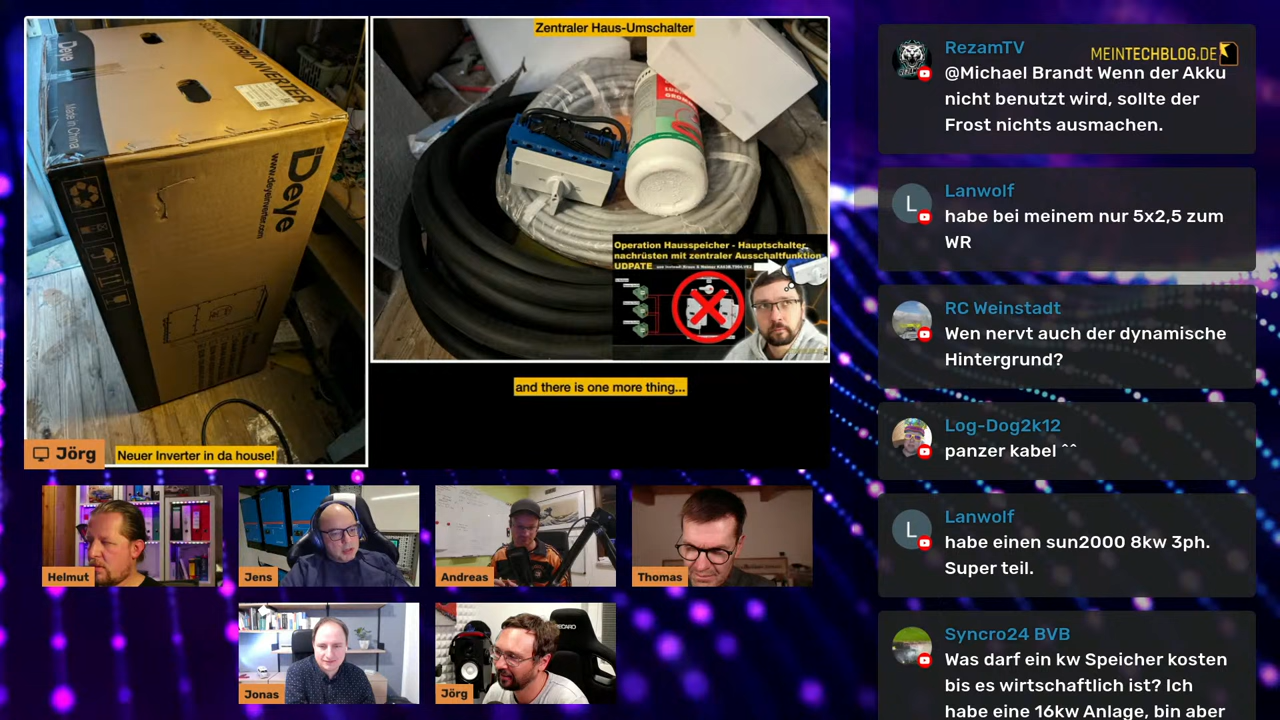 SOLAR HYBRID INVERTER
Deye
Made in China
Deye
www.deyeinverter.com
Jörg
Neuer Inverter in da house!
Zentraler Haus-Umschalter
Operation Hausspeicher - Hauptschalter
nachrüsten mit zentraler Ausschaltfunktion
UDPATE
and there is one more thing...
Helmut
Jens
Andreas
Thomas
Jonas
Jörg
RECARO
MEINTECHBLOG.DE
RezamTV
@Michael Brandt Wenn der Akku
nicht benutzt wird, sollte der
Frost nichts ausmachen.
L
Lanwolf
habe bei meinem nur 5x2,5 zum
WR
RC Weinstadt
Wen nervt auch der dynamische
Hintergrund?
Log-Dog2k12
panzer kabel ^^
L
Lanwolf
habe einen sun2000 8kw 3ph.
Super teil.
Syncro24 BVB
Was darf ein kw Speicher kosten
bis es wirtschaftlich ist? Ich
habe eine 16kw Anlage, bin aber